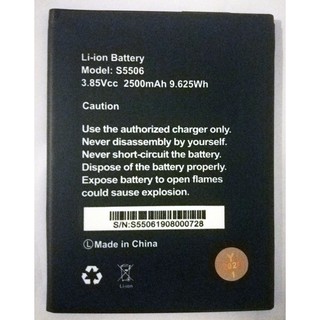 Li-ion Battery
Model: S5506
3.85Vcc 2500mAh 9.625Wh
Caution
Use the authorized charger only.
Never disassembly by yourself.
Never short-circuit the battery.
Dispose of the battery properly.
Expose battery to open flames
could sause explosion.
S/N:S55061908000728
Ⓛ Made in China
Li-ion